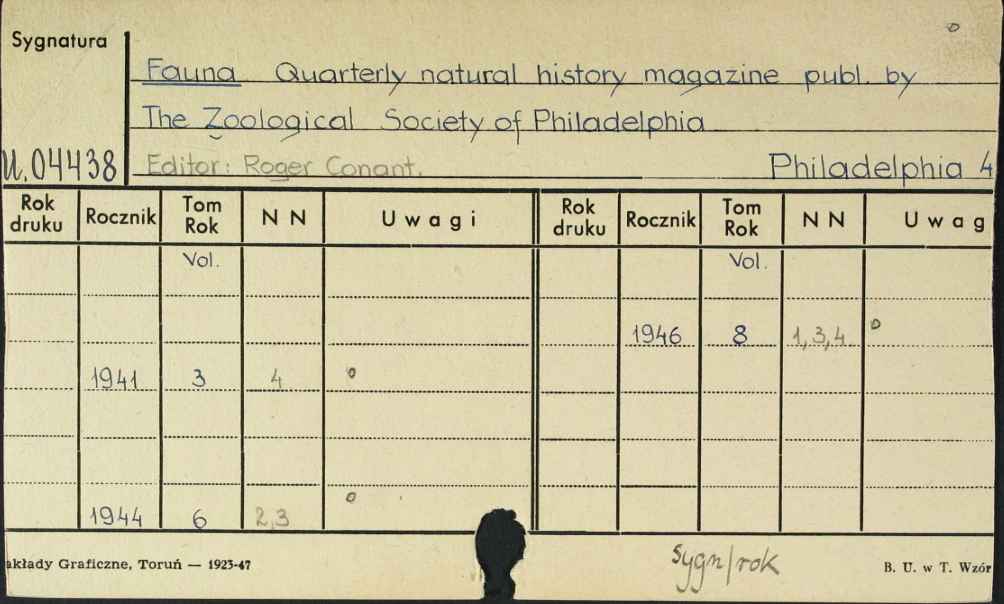 Sygnatura
Fauna Quarterly natural history magazine publ. by
The Zoological Society of Philadelphia
U.04438 Editor: Roger Conant. Philadelphia 4
Rok druku Rocznik Tom Rok N N Uwagi Rok druku Rocznik Tom Rok N N Uwag
Vol. Vol.
1946 8 1,3,4 o
1941 3 4 o
1944 6 2,3 o
akłady Graficzne, Toruń — 1923-47 Sygn/rok B. U. w T. Wzór